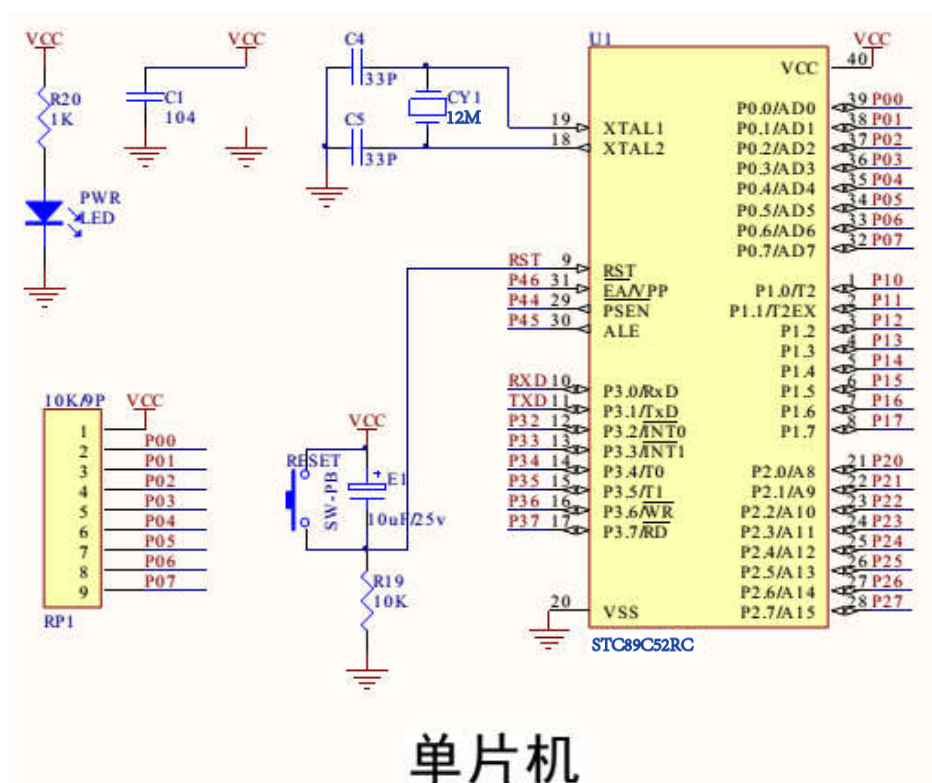 VCC
R20
1K
PWR
LED
VCC
C1
104
C4
33P
C5
33P
CY1
12M
U1
VCC
VCC 40
19 XTAL1
18 XTAL2
RST 9 RST
P46 31 EA/VPP
P44 29 PSEN
P45 30 ALE
RXD 10 P3.0/RxD
TXD 11 P3.1/TxD
P32 12 P3.2/INT0
P33 13 P3.3/INT1
P34 14 P3.4/T0
P35 15 P3.5/T1
P36 16 P3.6/WR
P37 17 P3.7/RD
20 VSS
P0.0/AD0 39 P00
P0.1/AD1 38 P01
P0.2/AD2 37 P02
P0.3/AD3 36 P03
P0.4/AD4 35 P04
P0.5/AD5 34 P05
P0.6/AD6 33 P06
P0.7/AD7 32 P07
P1.0/T2 1 P10
P1.1/T2EX 2 P11
P1.2 3 P12
P1.3 4 P13
P1.4 5 P14
P1.5 6 P15
P1.6 7 P16
P1.7 8 P17
P2.0/A8 21 P20
P2.1/A9 22 P21
P2.2/A10 23 P22
P2.3/A11 24 P23
P2.4/A12 25 P24
P2.5/A13 26 P25
P2.6/A14 27 P26
P2.7/A15 28 P27
STC89C52RC
10K/9P
VCC
1
2 P00
3 P01
4 P02
5 P03
6 P04
7 P05
8 P06
9 P07
RP1
VCC
RESET
SW-PB
E1
10uF/25v
R19
10K
单片机